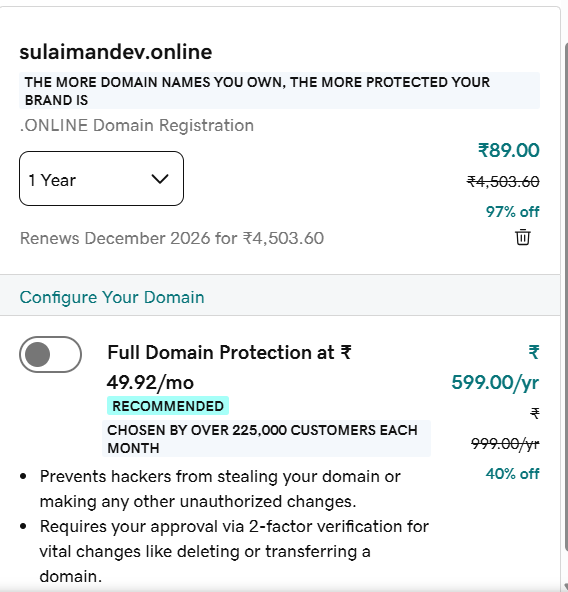 sulaimandev.online
THE MORE DOMAIN NAMES YOU OWN, THE MORE PROTECTED YOUR
BRAND IS
.ONLINE Domain Registration
1 Year
₹89.00
₹4,503.60
97% off
Renews December 2026 for ₹4,503.60
Configure Your Domain
Full Domain Protection at ₹
49.92/mo
₹
599.00/yr
RECOMMENDED
₹
999.00/yr
40% off
CHOSEN BY OVER 225,000 CUSTOMERS EACH
MONTH
• Prevents hackers from stealing your domain or
making any other unauthorized changes.
• Requires your approval via 2-factor verification for
vital changes like deleting or transferring a
domain.